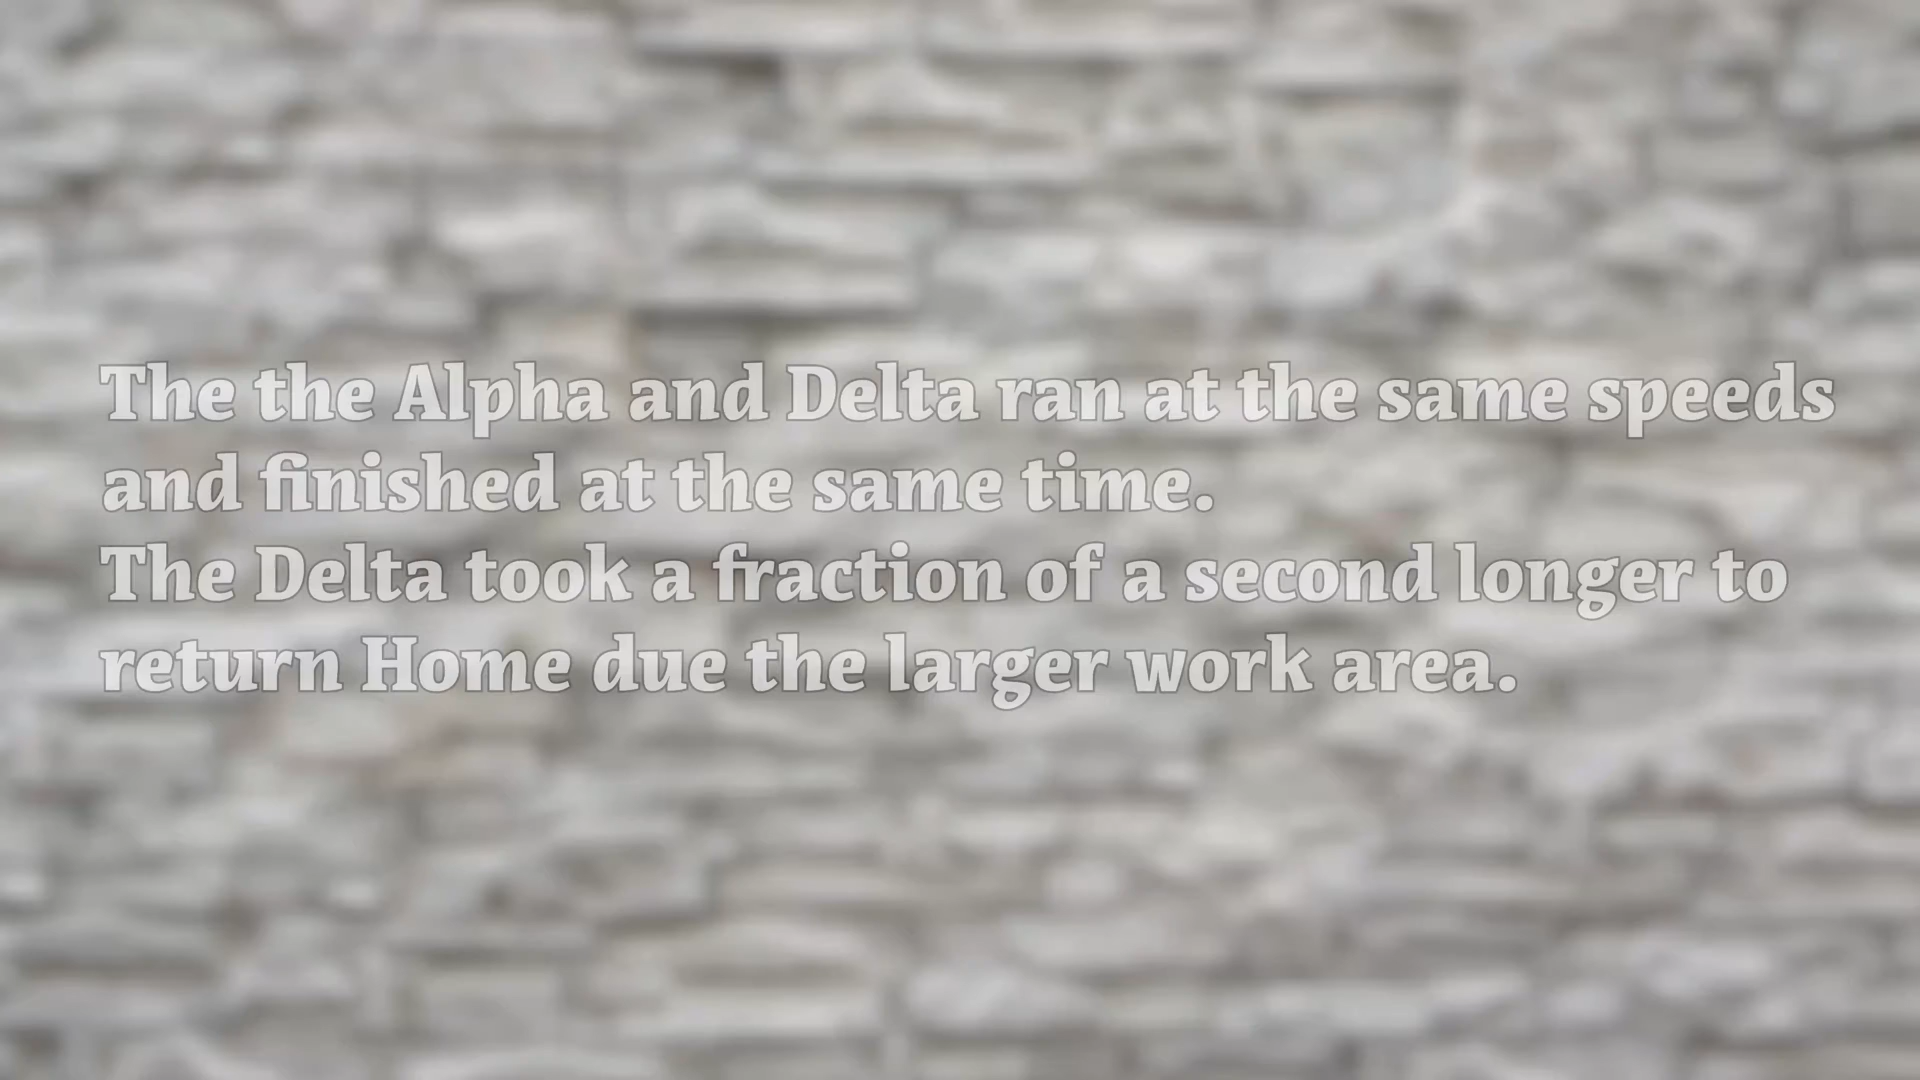 The the Alpha and Delta ran at the same speeds
and finished at the same time.
The Delta took a fraction of a second longer to
return Home due the larger work area.